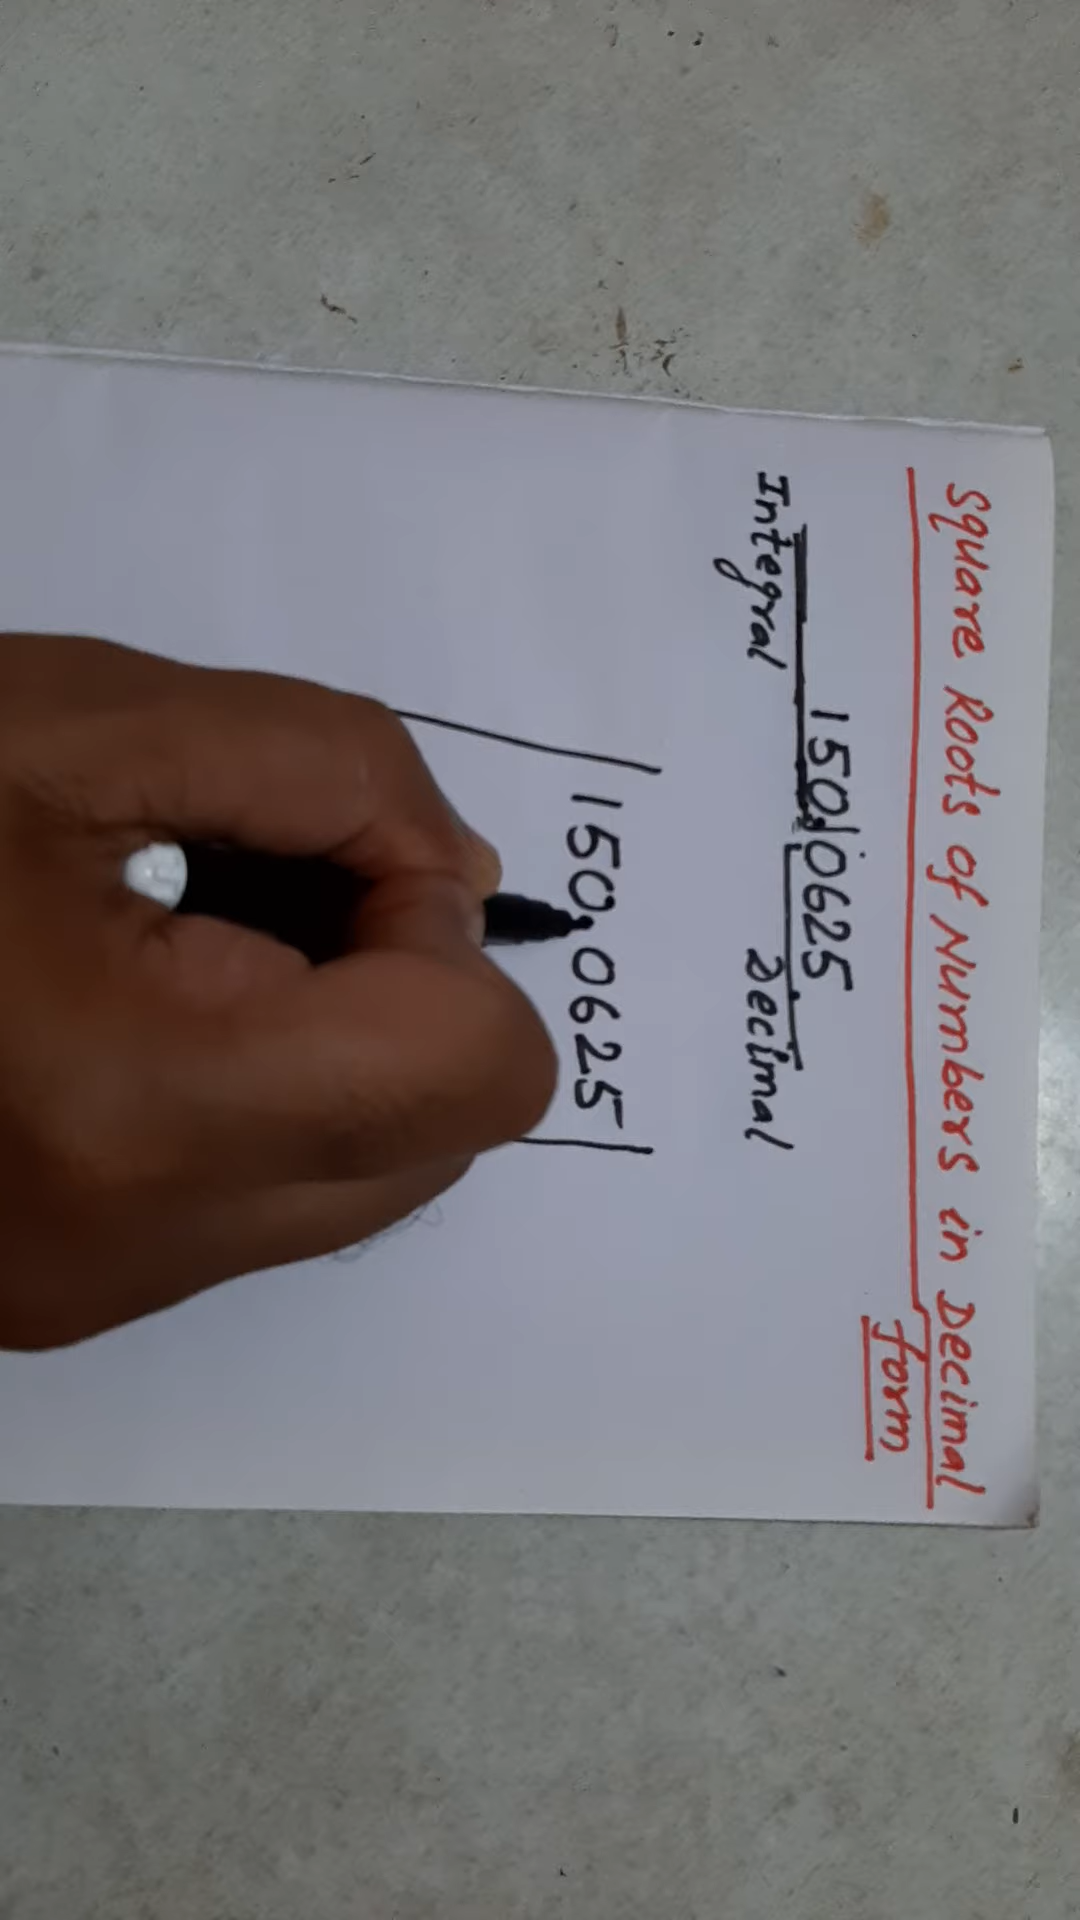 Square Roots of Numbers in Decimal
form
150.0625
Integral Decimal
150.0625